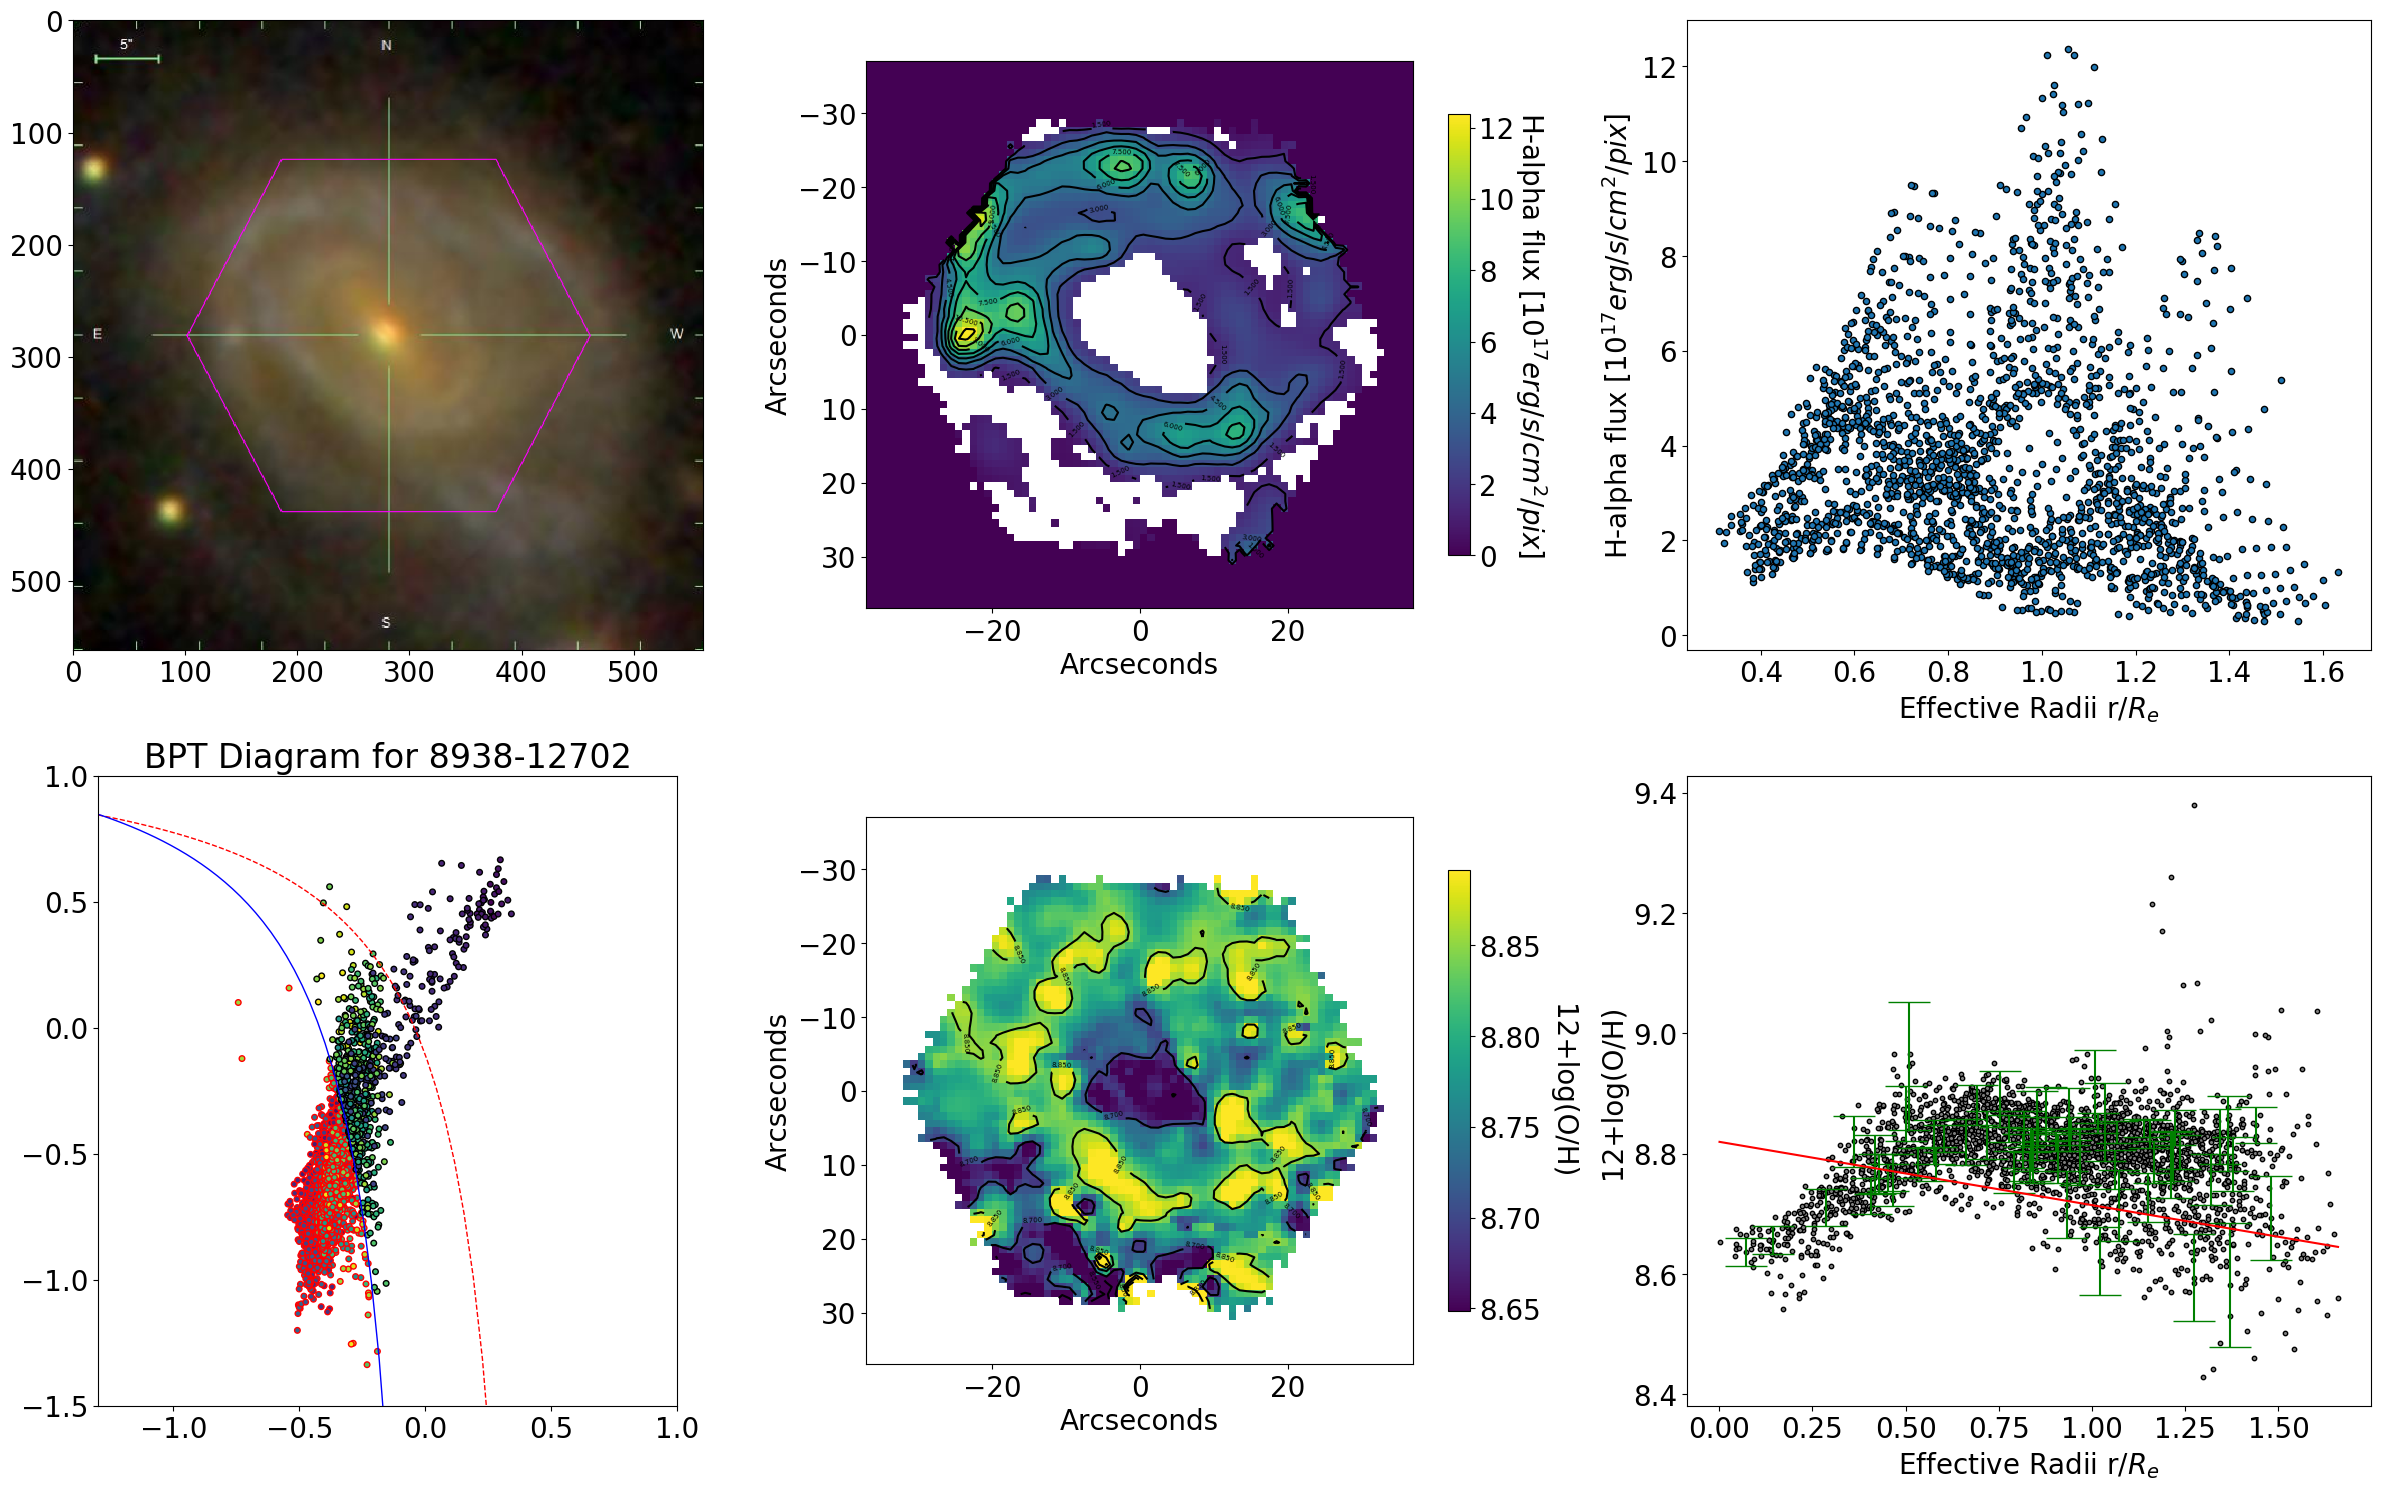 0
100
200
300
400
500
5"
N
E
W
S
0 100 200 300 400 500
−30
−20
−10
0
10
20
30
Arcseconds
−20 0 20
Arcseconds
12
10
8
6
4
2
0
H-alpha flux [10^17 erg/s/cm^2/pix]
H-alpha flux [10^17 erg/s/cm^2/pix]
12
10
8
6
4
2
0
0.4 0.6 0.8 1.0 1.2 1.4 1.6
Effective Radii r/R_e
BPT Diagram for 8938-12702
1.0
0.5
0.0
−0.5
−1.0
−1.5
−1.0 −0.5 0.0 0.5 1.0
−30
−20
−10
0
10
20
30
Arcseconds
−20 0 20
Arcseconds
8.85
8.80
8.75
8.70
8.65
12+log(O/H)
12+log(O/H)
9.4
9.2
9.0
8.8
8.6
8.4
0.00 0.25 0.50 0.75 1.00 1.25 1.50
Effective Radii r/R_e